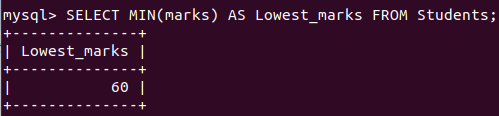 mysql> SELECT MIN(marks) AS Lowest_marks FROM Students;
+--------------+
| Lowest_marks |
+--------------+
|           60 |
+--------------+